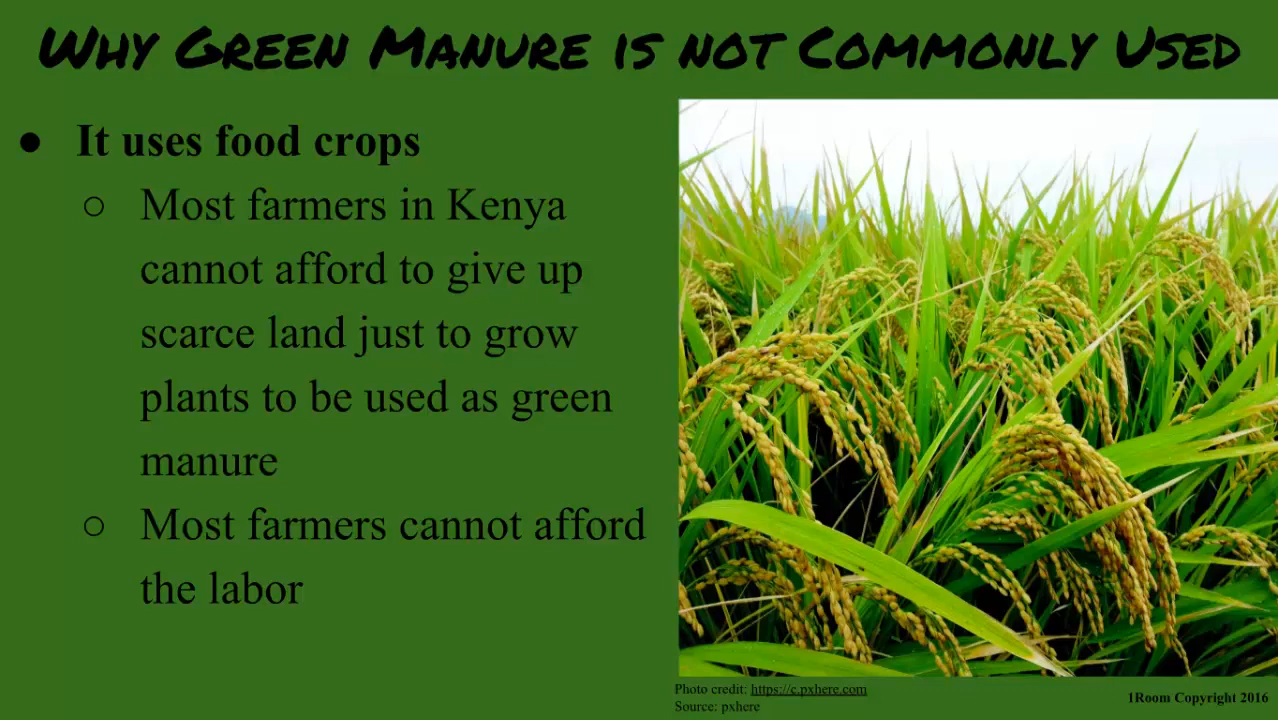 Why Green Manure is not Commonly Used
● It uses food crops
○ Most farmers in Kenya
cannot afford to give up
scarce land just to grow
plants to be used as green
manure
○ Most farmers cannot afford
the labor
Photo credit: https://c.pxhere.com
Source: pxhere
1Room Copyright 2016